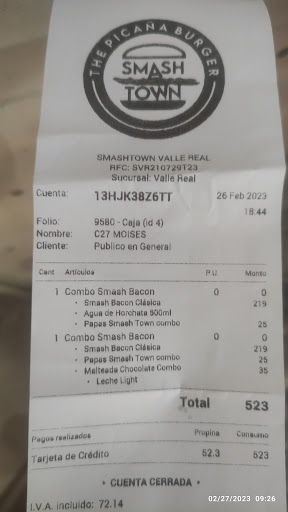 THE PICAÑA BURGER
SMASH
TOWN
SMASHTOWN VALLE REAL
RFC: SVR210729T23
Sucursal: Valle Real
Cuenta: 13HJK38Z6TT 26 Feb 2023
18:44
Folio: 9580 - Caja (id 4)
Nombre: C27 MOISES
Cliente: Publico en General
Cant Artículos P.U. Monto
1 Combo Smash Bacon 0 0
- Smash Bacon Clásica 219
- Agua de Horchata 500ml
- Papas Smash Town combo 25
1 Combo Smash Bacon 0 0
- Smash Bacon Clásica 219
- Papas Smash Town combo 25
- Malteada Chocolate Combo 35
- Leche Light
Total 523
Pagos realizados Propina Consumo
Tarjeta de Crédito 52.3 523
• CUENTA CERRADA •
I.V.A. incluido: 72.14
02/27/2023 09:26